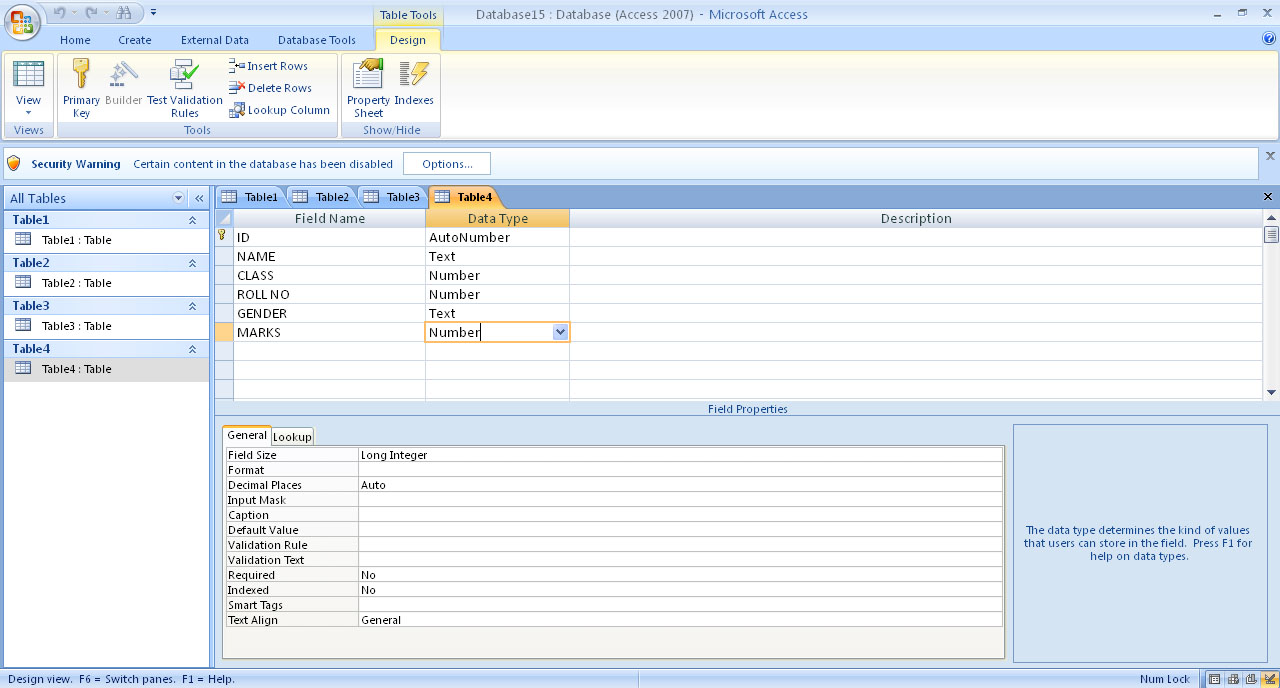 Table Tools
Database15 : Database (Access 2007) - Microsoft Access
Home Create External Data Database Tools Design
View
Views
Primary Key
Builder
Test Validation Rules
Insert Rows
Delete Rows
Lookup Column
Tools
Property Sheet
Indexes
Show/Hide
Security Warning Certain content in the database has been disabled Options...
All Tables
Table1
Table1 : Table
Table2
Table2 : Table
Table3
Table3 : Table
Table4
Table4 : Table
Table1 Table2 Table3 Table4
Field Name Data Type Description
ID AutoNumber
NAME Text
CLASS Number
ROLL NO Number
GENDER Text
MARKS Number
Field Properties
General Lookup
Field Size Long Integer
Format
Decimal Places Auto
Input Mask
Caption
Default Value
Validation Rule
Validation Text
Required No
Indexed No
Smart Tags
Text Align General
The data type determines the kind of values
that users can store in the field. Press F1 for
help on data types.
Design view. F6 = Switch panes. F1 = Help.
Num Lock